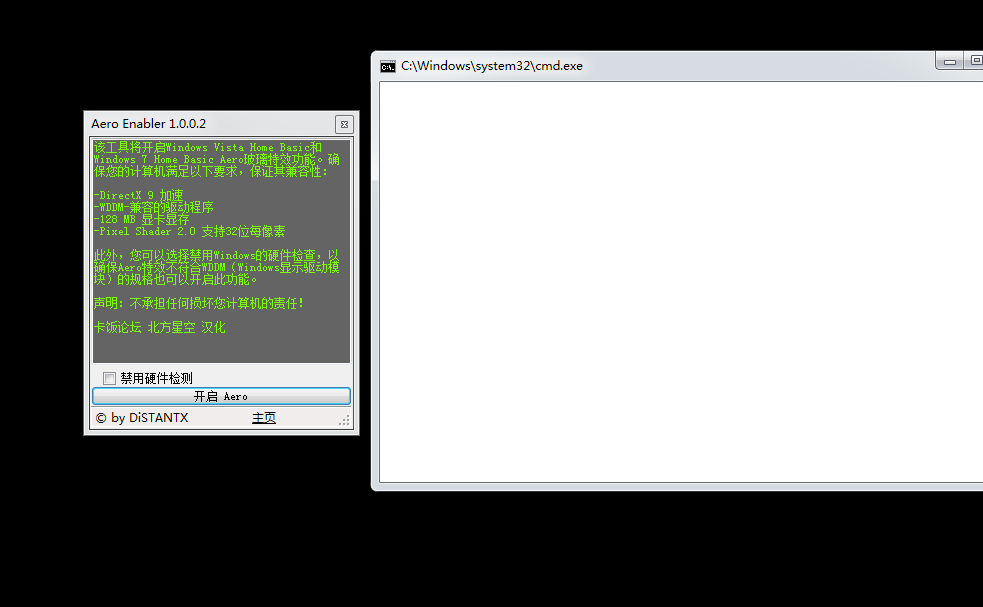 Aero Enabler 1.0.0.2
该工具将开启Windows Vista Home Basic和
Windows 7 Home Basic Aero玻璃特效功能。确
保您的计算机满足以下要求，保证其兼容性：
-DirectX 9 加速
-WDDM-兼容的驱动程序
-128 MB 显卡显存
-Pixel Shader 2.0 支持32位每像素
此外，您可以选择禁用Windows的硬件检查，以
确保Aero特效不符合WDDM（Windows显示驱动模
块）的规格也可以开启此功能。
声明：不承担任何损坏您计算机的责任！
卡饭论坛 北方星空 汉化
禁用硬件检测
开启 Aero
© by DiSTANTX
主页
C:\Windows\system32\cmd.exe